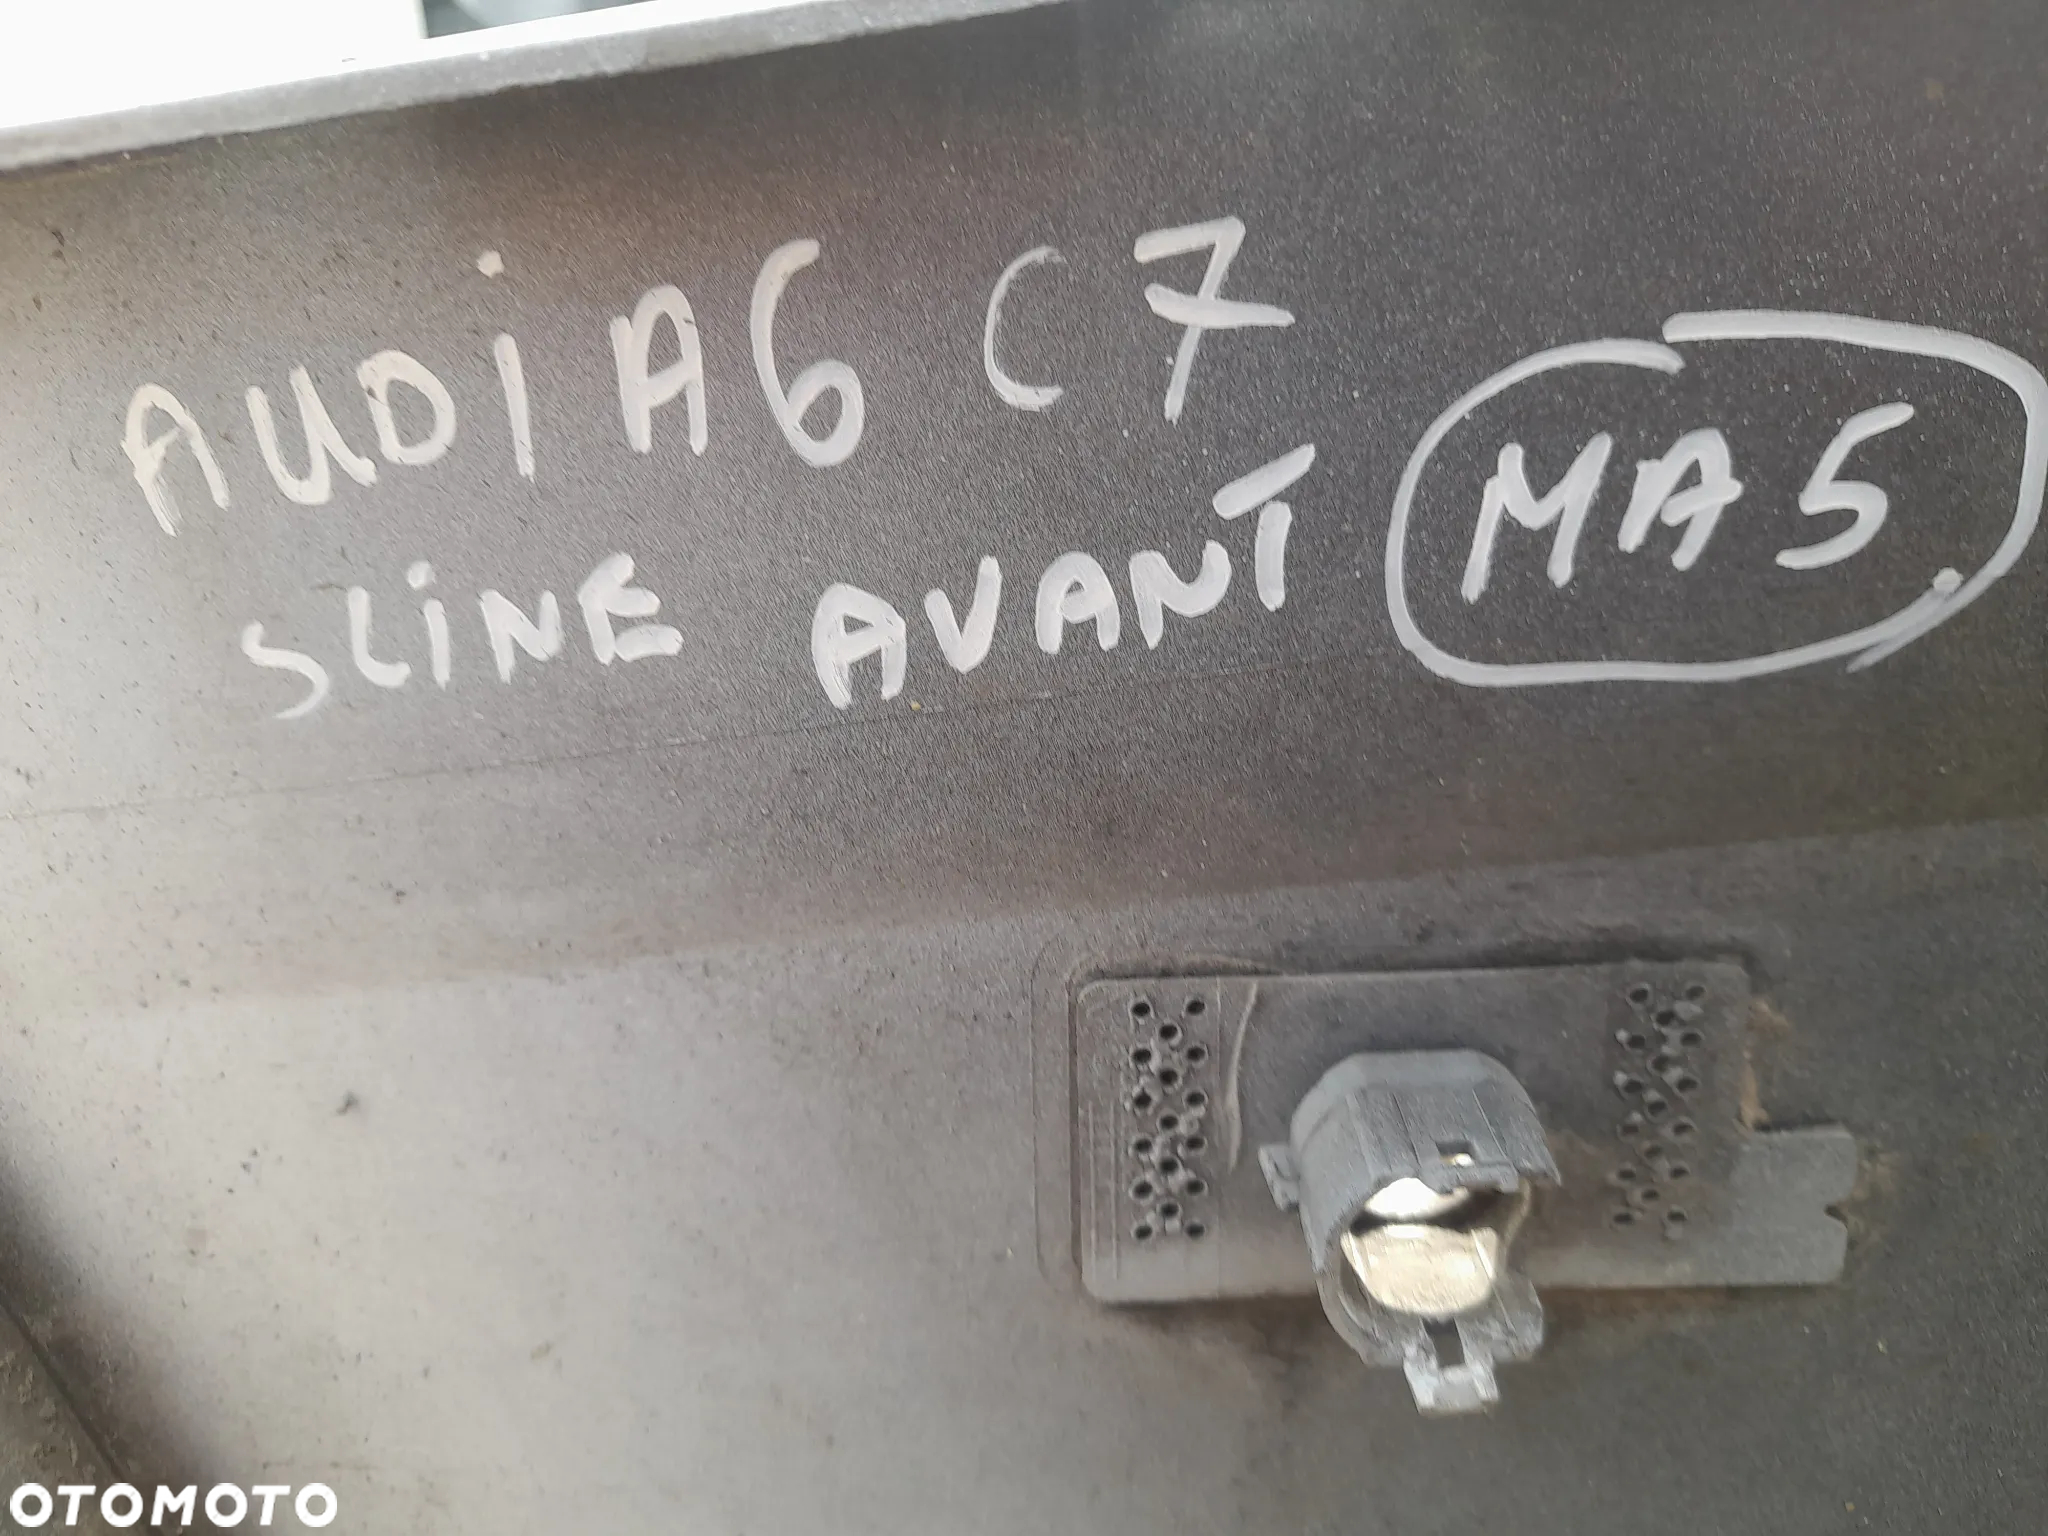 AUDi A6 C7
SLiNE AVANT MA5
OTOMOTO